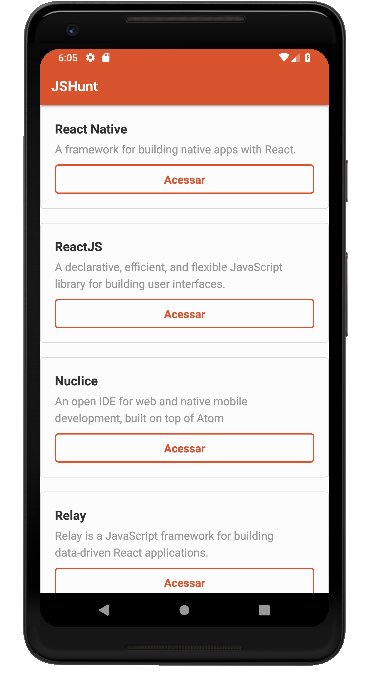 6:05
JSHunt
React Native
A framework for building native apps with React.
Acessar
ReactJS
A declarative, efficient, and flexible JavaScript
library for building user interfaces.
Acessar
Nuclice
An open IDE for web and native mobile
development, built on top of Atom
Acessar
Relay
Relay is a JavaScript framework for building
data-driven React applications.
Acessar